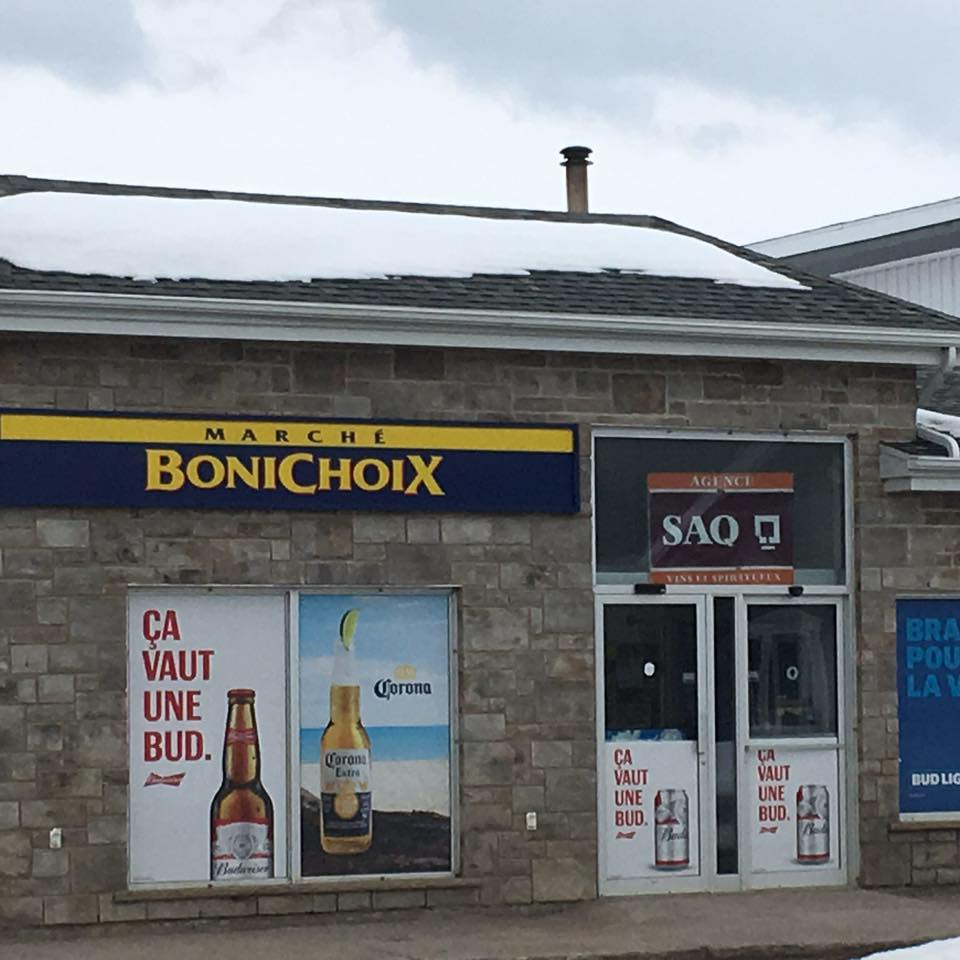 MARCHÉ
BONICHOIX
AGENCE
SAQ
VINS ET SPIRITUEUX
ÇA
VAUT
UNE
BUD.
Budweiser
Budweiser
Corona
Corona
Extra
ÇA
VAUT
UNE
BUD.
ÇA
VAUT
UNE
BUD.
BRA
POU
LA V
BUD LIG